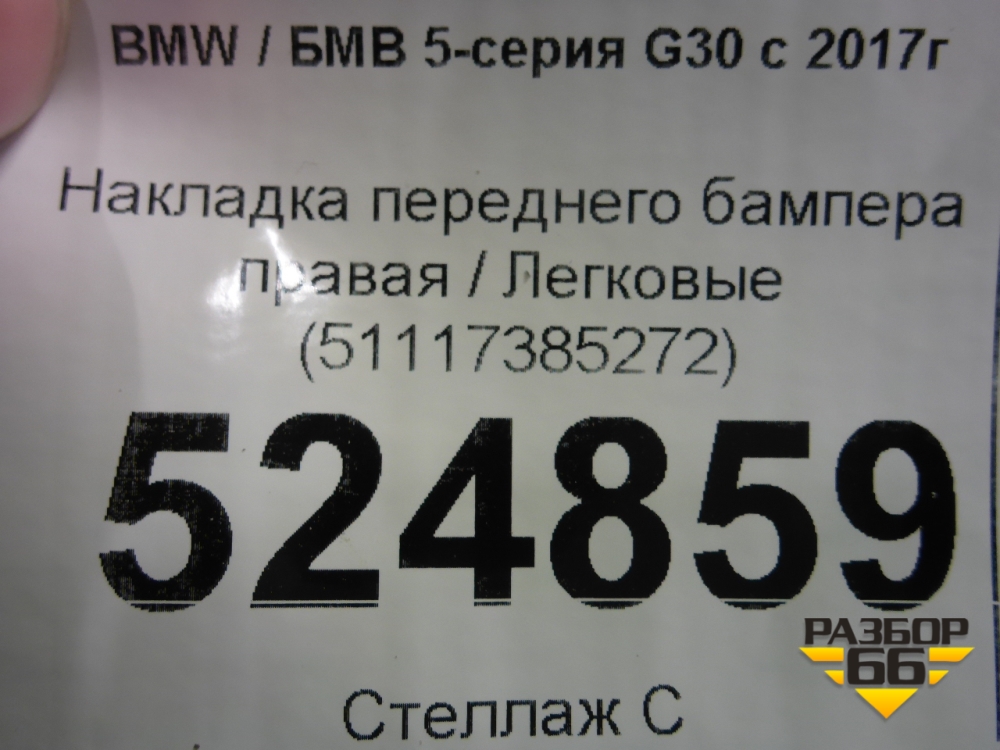 BMW / БМВ 5-серия G30 с 2017г
Накладка переднего бампера
правая / Легковые
(51117385272)
524859
РАЗБОР
66
Стеллаж С